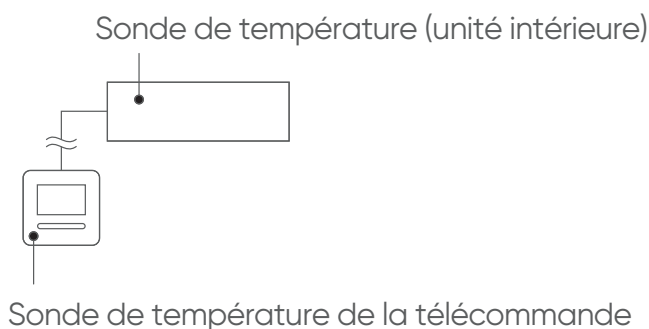 Sonde de température (unité intérieure)
Sonde de température de la télécommande